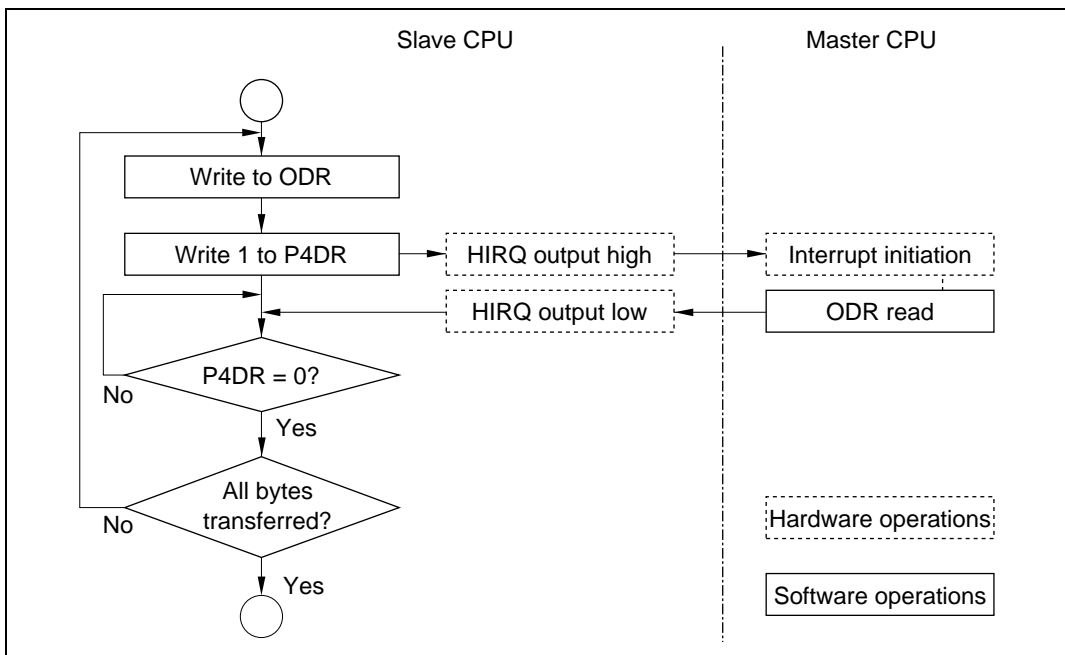 Slave CPU
Master CPU
Write to ODR
Write 1 to P4DR
HIRQ output high
Interrupt initiation
HIRQ output low
ODR read
P4DR = 0?
No
Yes
All bytes
transferred?
No
Yes
Hardware operations
Software operations